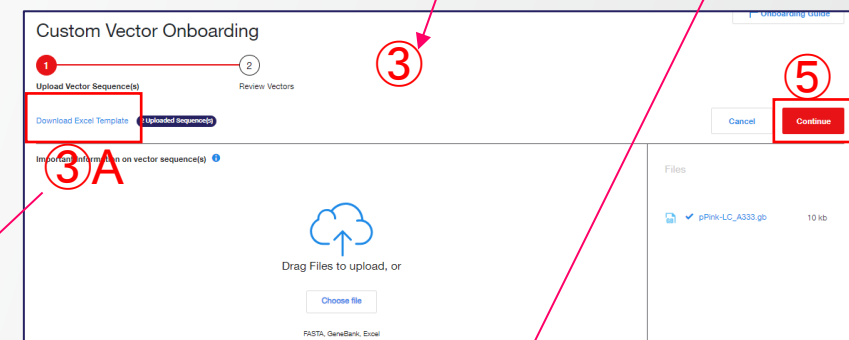 Onboarding Guide
Custom Vector Onboarding
③
1
2
⑤
Upload Vector Sequence(s)
Review Vectors
Download Excel Template
Uploaded Sequence(s)
Cancel
Continue
Important information on vector sequence(s)
③A
Files
pPink-LC_A333.gb
10 kb
Drag Files to upload, or
Choose file
FASTA, GeneBank, Excel